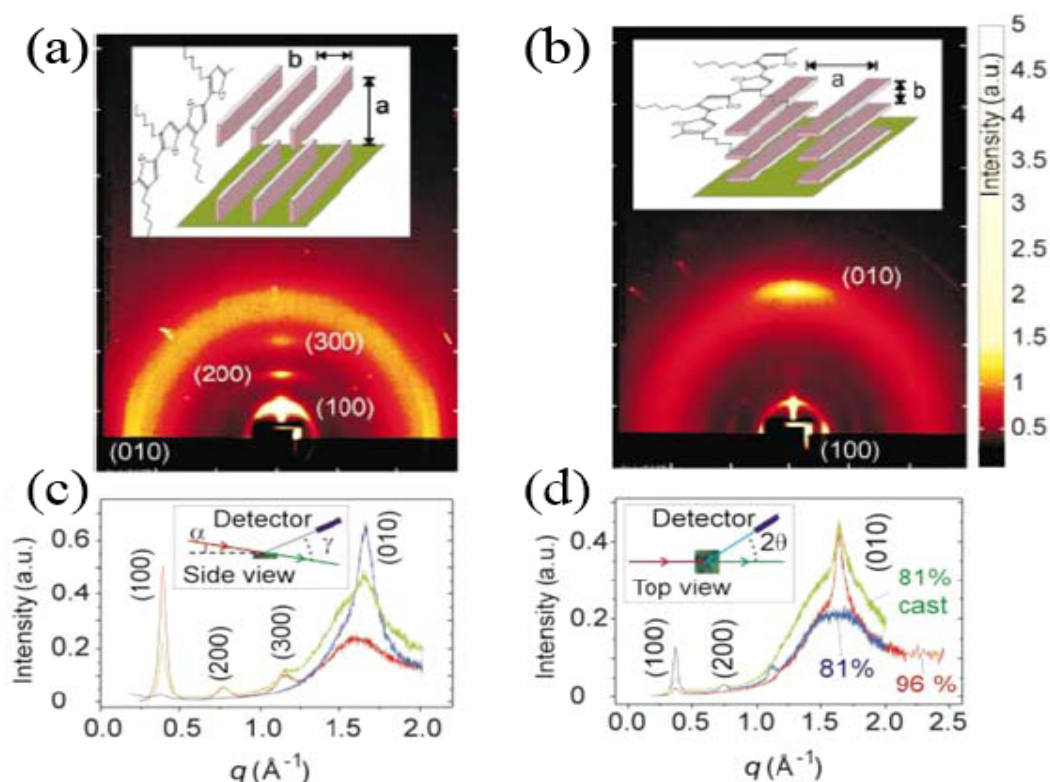 (a)
b
a
(300)
(200)
(100)
(010)
(b)
a
b
(010)
(100)
Intensity (a.u.)
5
4.5
4
3.5
3
2.5
2
1.5
1
0.5
(c)
Intensity (a.u.)
0.6
0.4
0.2
0
(100)
(200)
(300)
(010)
Detector
α
γ
Side view
0.0 0.5 1.0 1.5 2.0
q (Å⁻¹)
(d)
Intensity (a.u.)
0.4
0.2
0
(100)
(200)
(010)
Detector
2θ
Top view
81%
cast
81%
96 %
0.0 0.5 1.0 1.5 2.0 2.5
q (Å⁻¹)